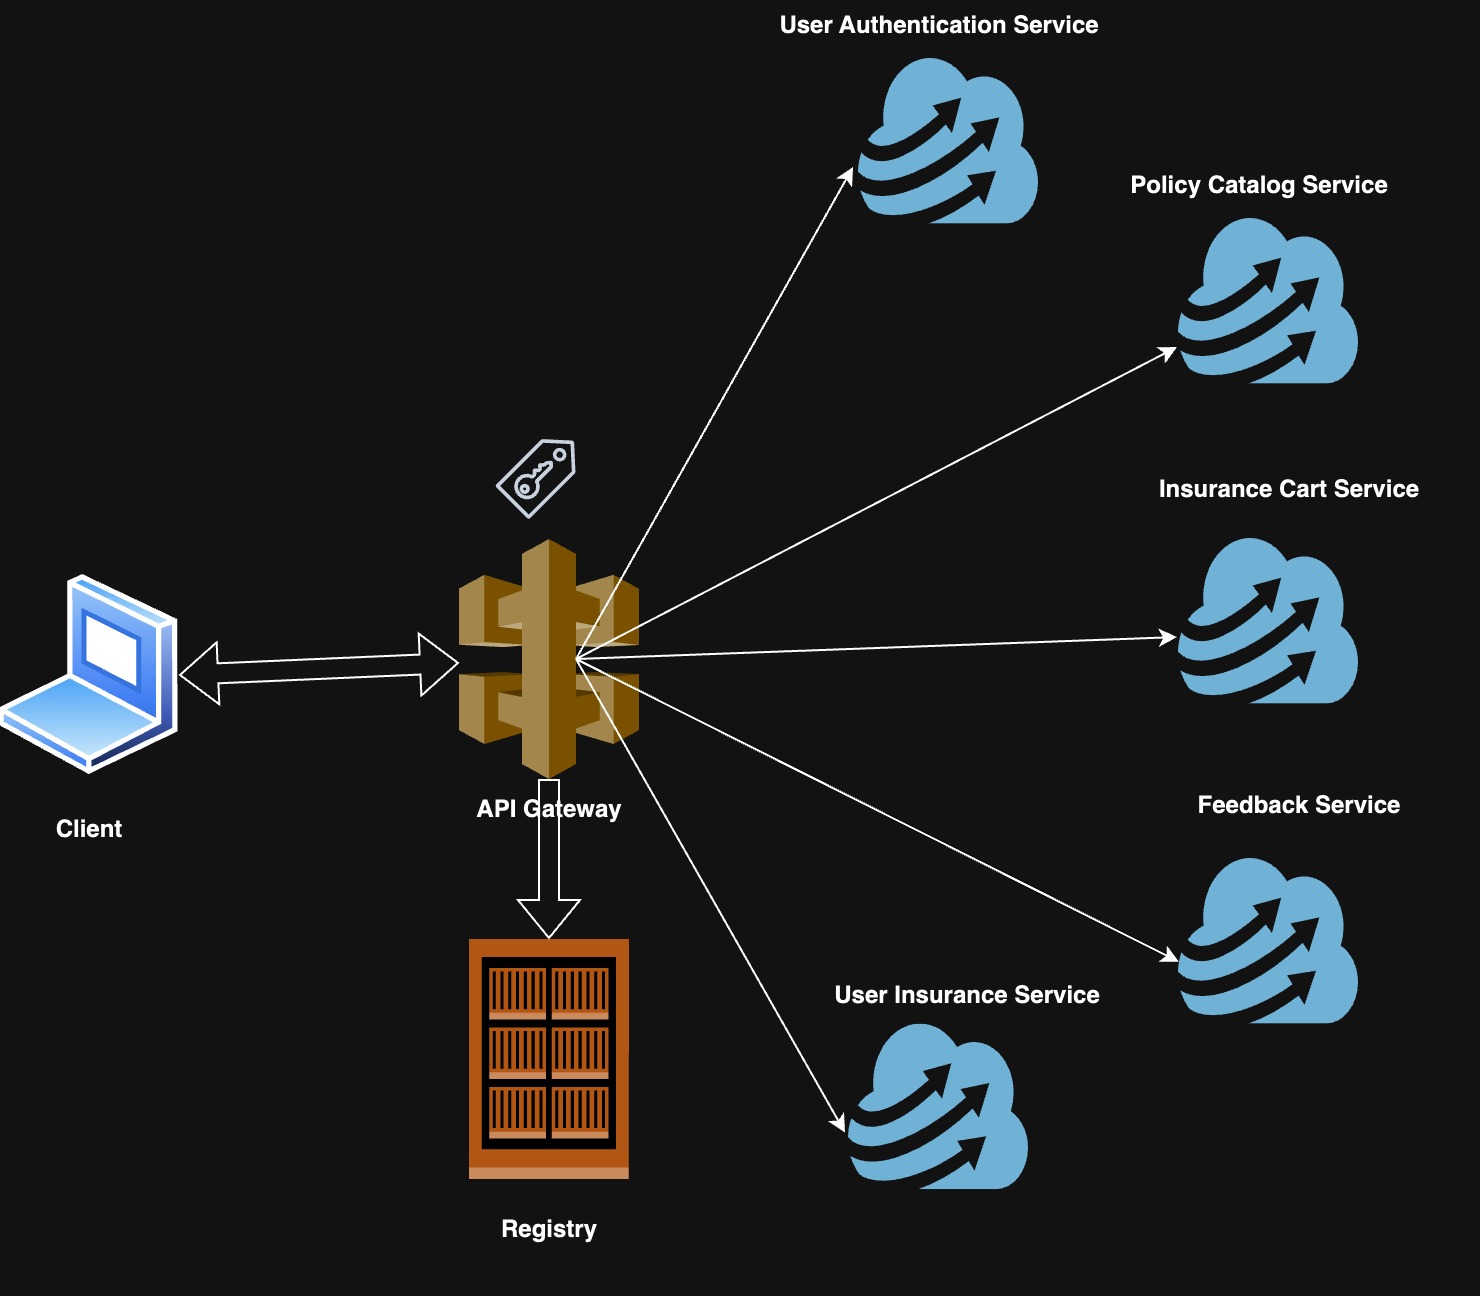 User Authentication Service
Policy Catalog Service
Insurance Cart Service
Feedback Service
API Gateway
Client
User Insurance Service
Registry